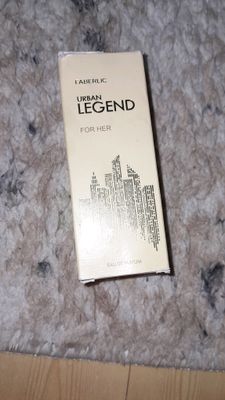 FABERLIC
URBAN
LEGEND
FOR HER
EAU DE PARFUM